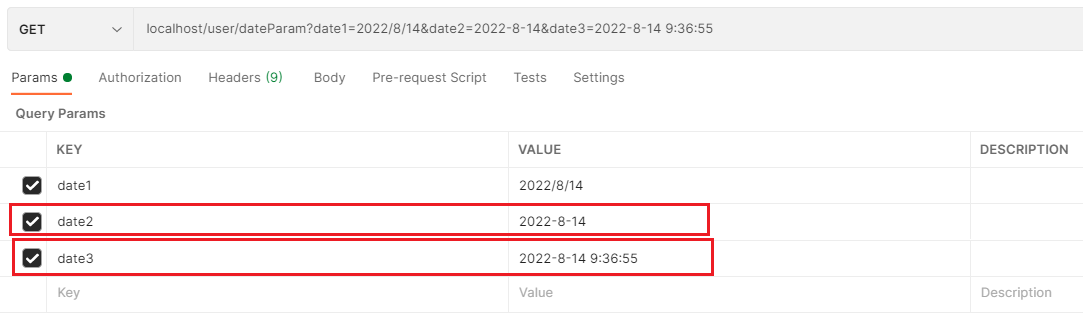 GET localhost/user/dateParam?date1=2022/8/14&date2=2022-8-14&date3=2022-8-14 9:36:55
Params Authorization Headers (9) Body Pre-request Script Tests Settings
Query Params
KEY VALUE DESCRIPTION
date1 2022/8/14
date2 2022-8-14
date3 2022-8-14 9:36:55
Key Value Description